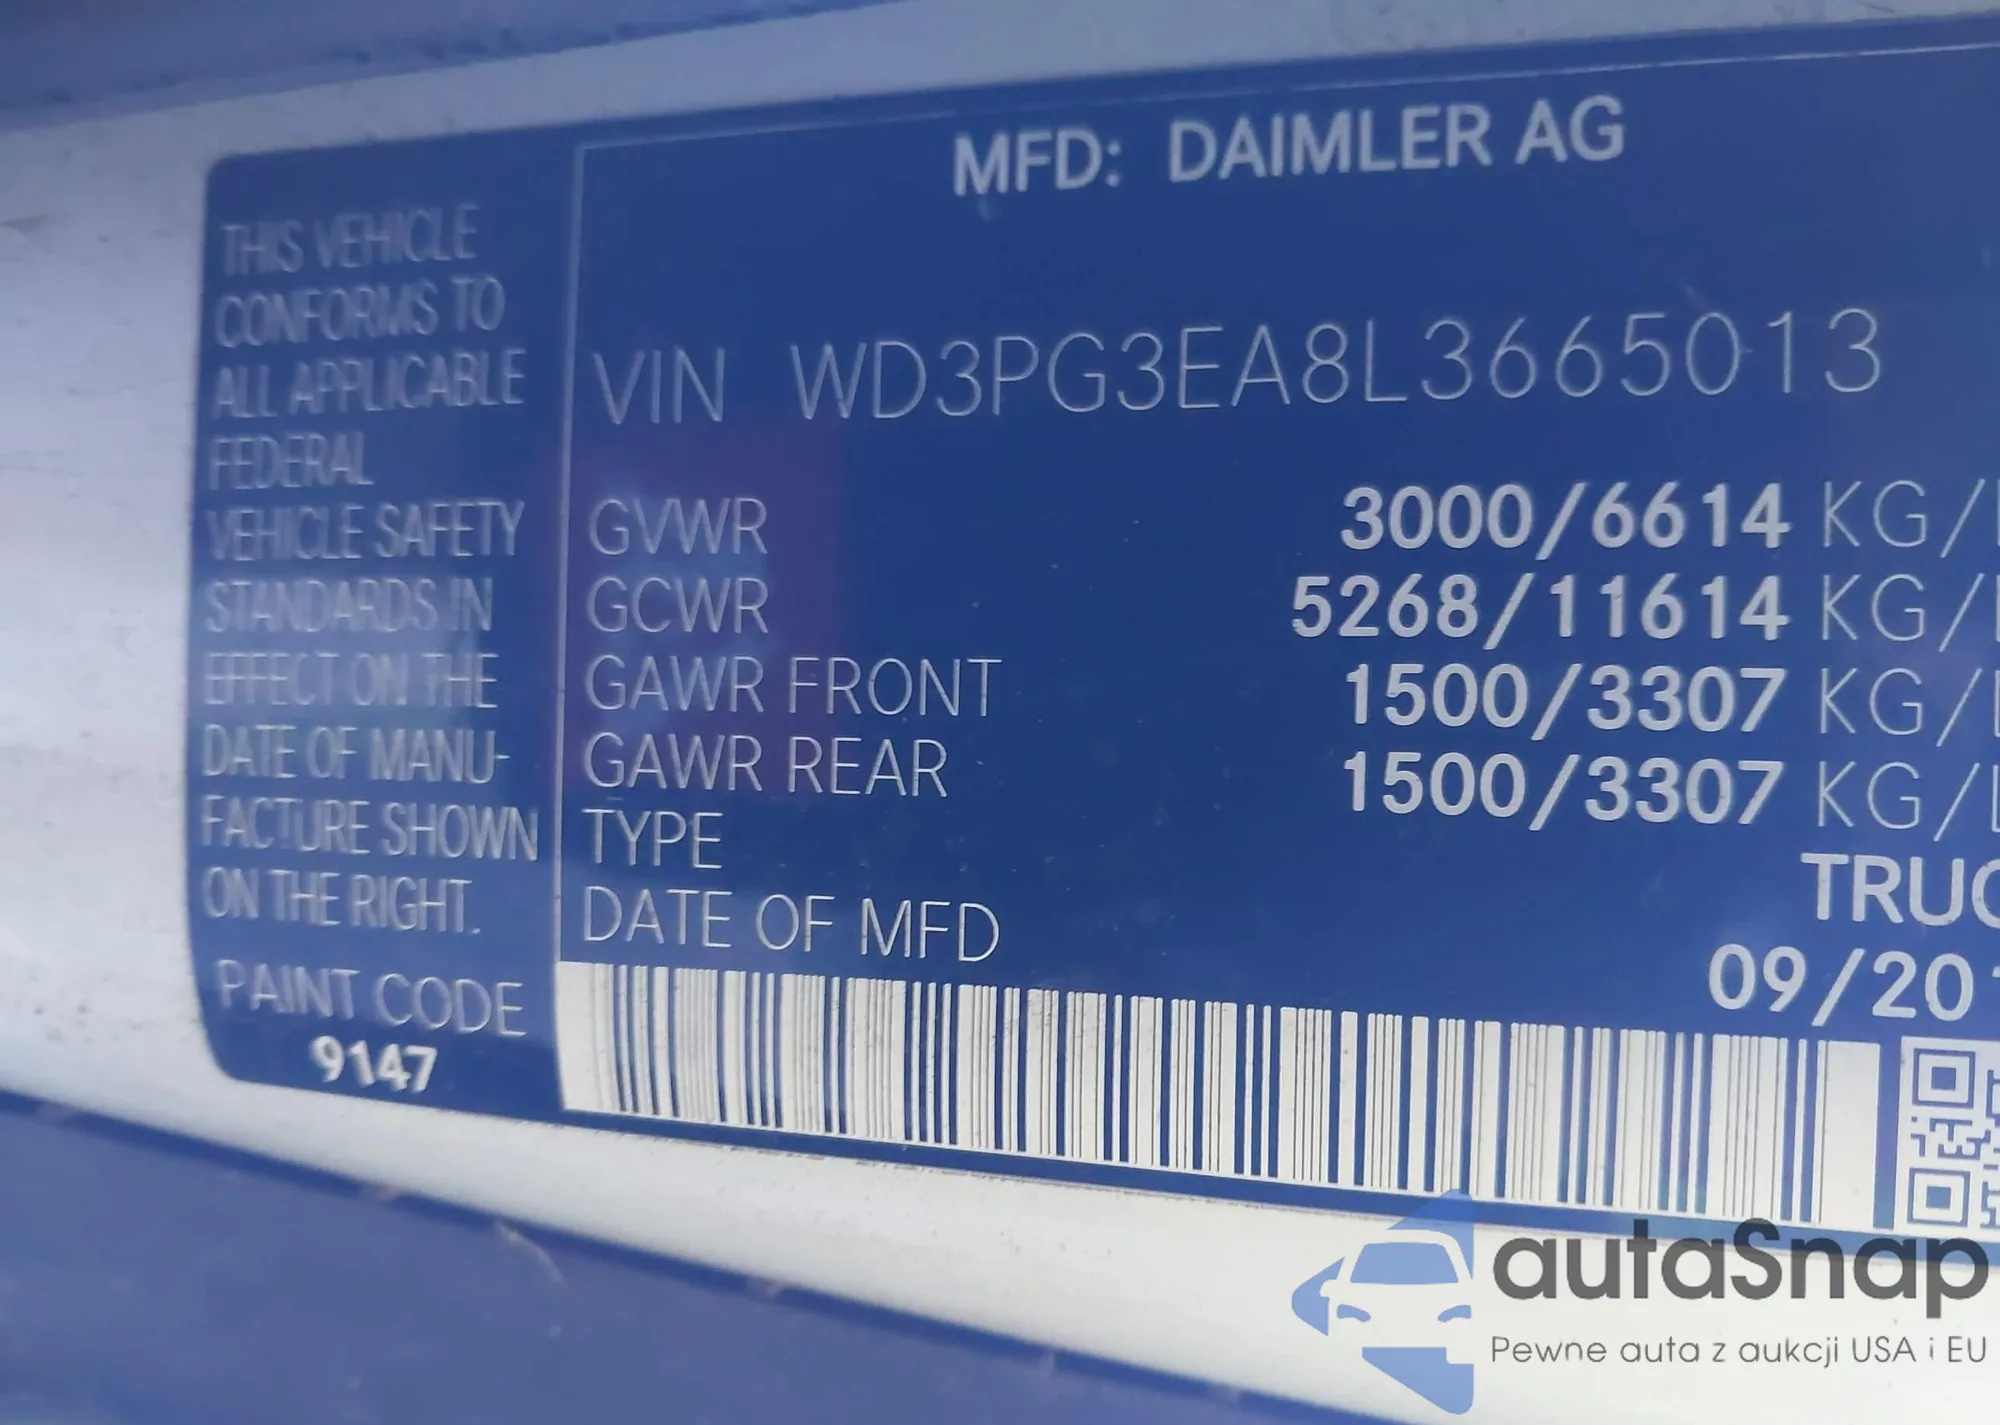 MFD: DAIMLER AG
THIS VEHICLE
CONFORMS TO
ALL APPLICABLE
FEDERAL
VEHICLE SAFETY
STANDARDS IN
EFFECT ON THE
DATE OF MANU-
FACTURE SHOWN
ON THE RIGHT.
PAINT CODE
9147
VIN WD3PG3EA8L3665013
GVWR 3000/6614 KG/
GCWR 5268/11614 KG/
GAWR FRONT 1500/3307 KG/L
GAWR REAR 1500/3307 KG/L
TYPE TRUC
DATE OF MFD 09/201
autaSnap
Pewne auta z aukcji USA i EU